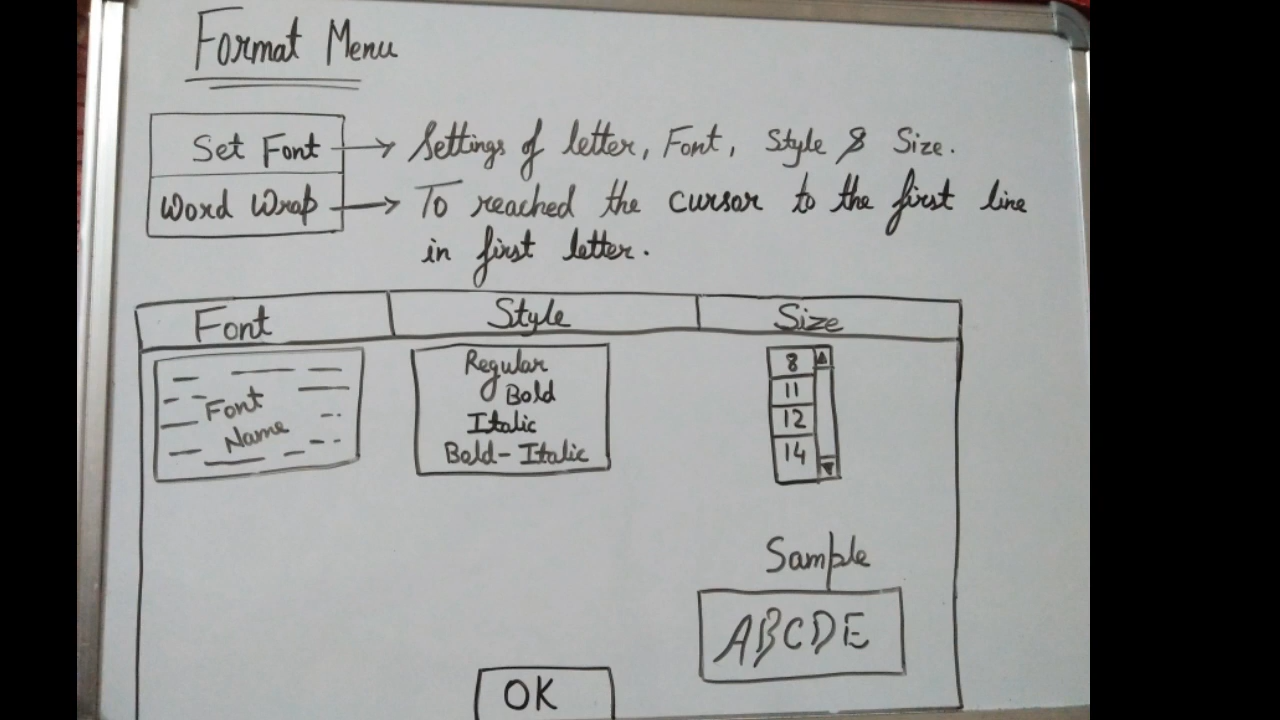 Format Menu
Set Font → Settings of letter, Font, Style & Size.
Word Wrap → To reached the cursor to the first line
in first letter.
Font Style Size
Font
Name
Regular
Bold
Italic
Bold-Italic
8
11
12
14
Sample
ABCDE
OK